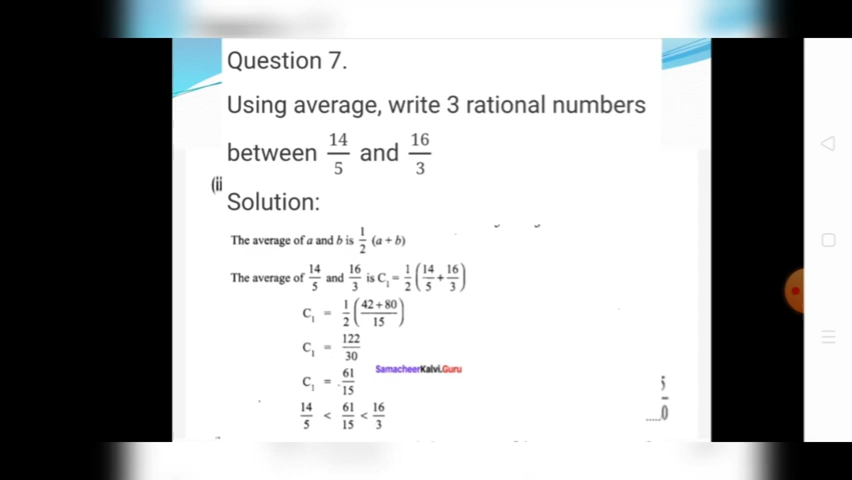 Question 7.
Using average, write 3 rational numbers
between 14/5 and 16/3
(ii
Solution:
The average of a and b is 1/2 (a + b)
The average of 14/5 and 16/3 is C₁ = 1/2 (14/5 + 16/3)
C₁ = 1/2 (42 + 80/15)
C₁ = 122/30
SamacheerKalvi.Guru
C₁ = 61/15
14/5 < 61/15 < 16/3